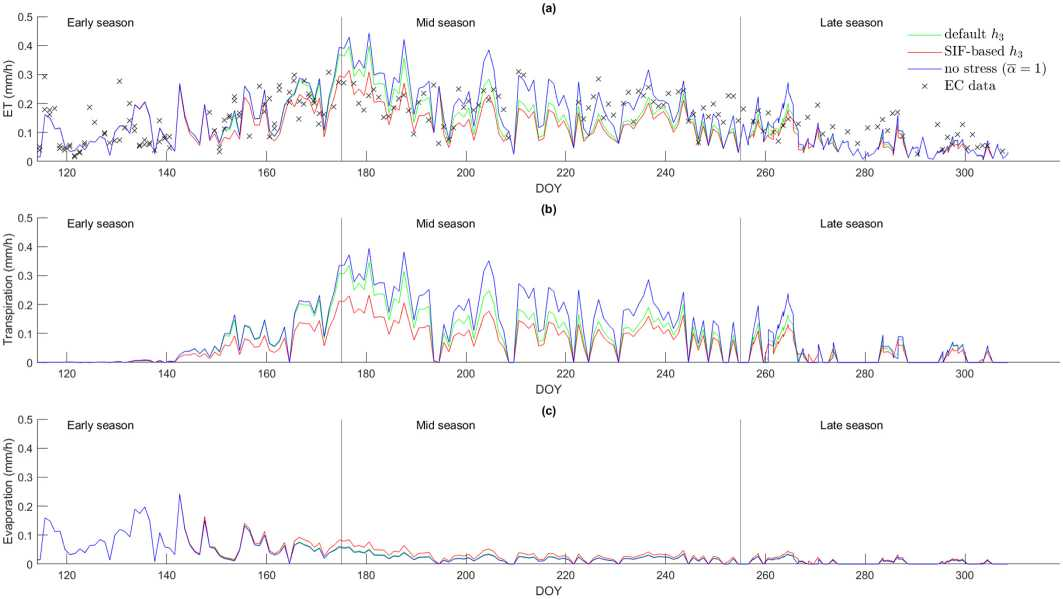 (a)
Early season Mid season Late season
default h3
SIF-based h3
no stress (α̅ = 1)
EC data
ET (mm/h)
0.5
0.4
0.3
0.2
0.1
0
120 140 160 180 200 220 240 260 280 300
DOY
(b)
Early season Mid season Late season
Transpiration (mm/h)
0.5
0.4
0.3
0.2
0.1
0
120 140 160 180 200 220 240 260 280 300
DOY
(c)
Early season Mid season Late season
Evaporation (mm/h)
0.5
0.4
0.3
0.2
0.1
0
120 140 160 180 200 220 240 260 280 300
DOY